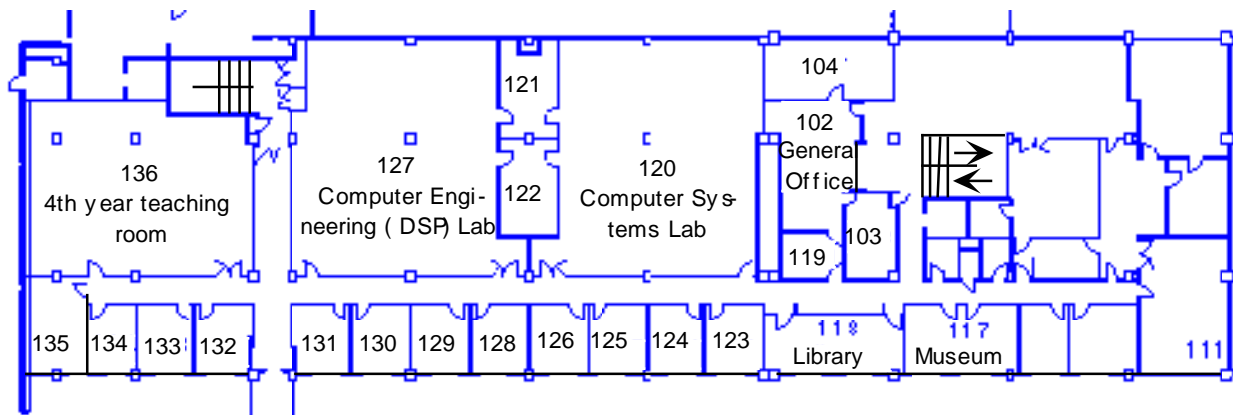 104
121
102
General
Office
127
Computer Engi-
neering ( DSP) Lab
136
4th year teaching
room
120
Computer Sys-
tems Lab
122
103
119
135
134
133
132
131
130
129
128
126
125
124
123
118
Library
117
Museum
111